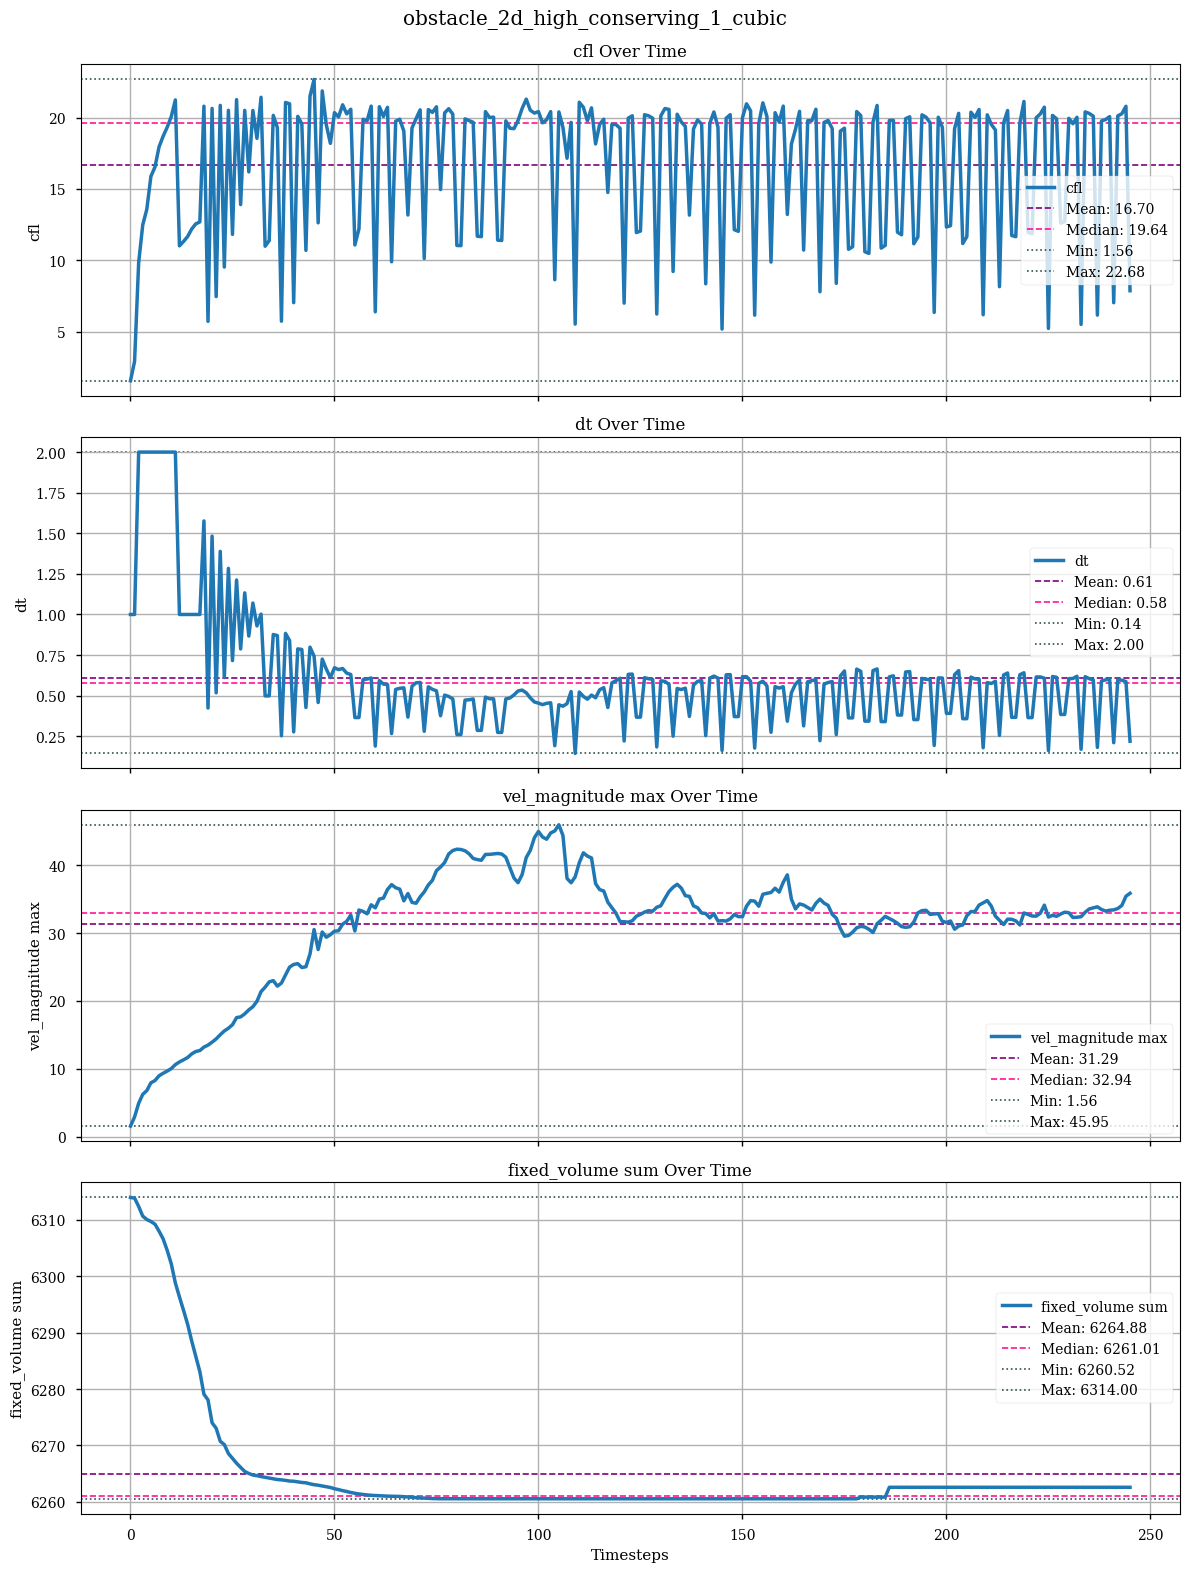 obstacle_2d_high_conserving_1_cubic
cfl Over Time
20
15
10
5
cfl
cfl
Mean: 16.70
Median: 19.64
Min: 1.56
Max: 22.68
dt Over Time
2.00
1.75
1.50
1.25
1.00
0.75
0.50
0.25
dt
dt
Mean: 0.61
Median: 0.58
Min: 0.14
Max: 2.00
vel_magnitude max Over Time
40
30
20
10
0
vel_magnitude max
vel_magnitude max
Mean: 31.29
Median: 32.94
Min: 1.56
Max: 45.95
fixed_volume sum Over Time
6310
6300
6290
6280
6270
6260
fixed_volume sum
fixed_volume sum
Mean: 6264.88
Median: 6261.01
Min: 6260.52
Max: 6314.00
0 50 100 150 200 250
Timesteps